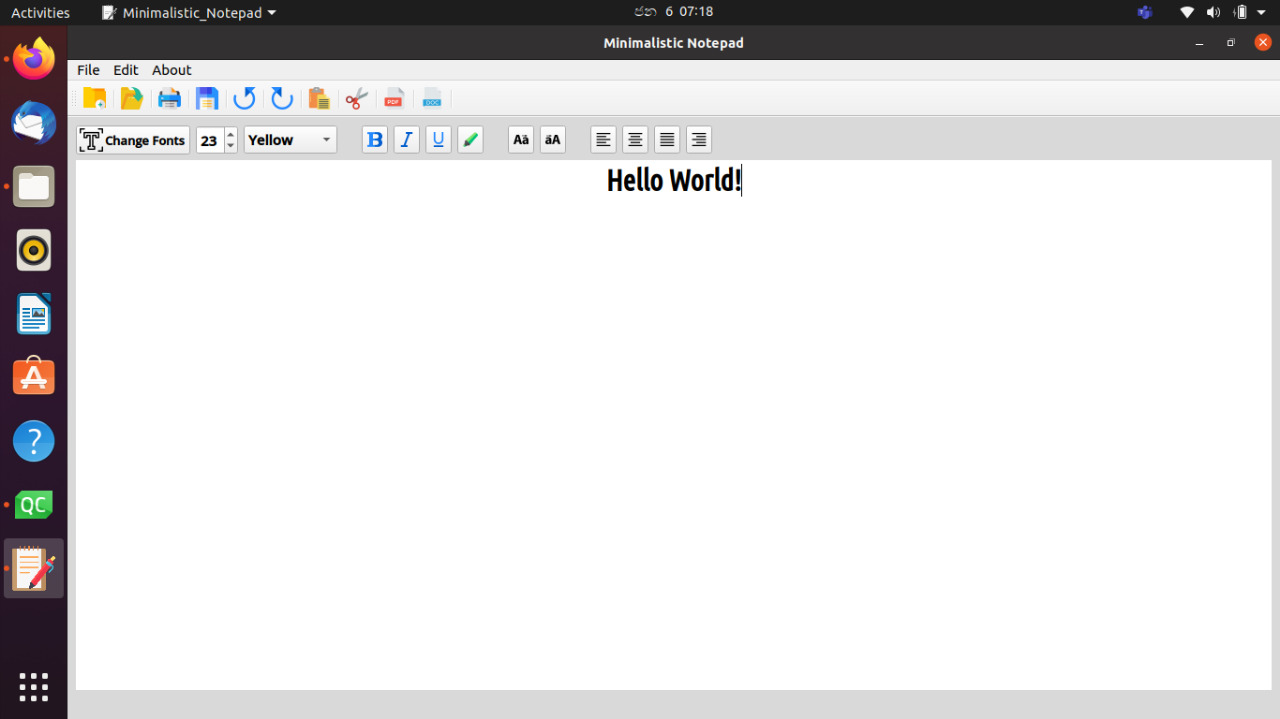 Activities Minimalistic_Notepad ජන 6 07:18
Minimalistic Notepad
File Edit About
PDF DOC
Change Fonts 23 Yellow B I U Aä äA
Hello World!
?
QC